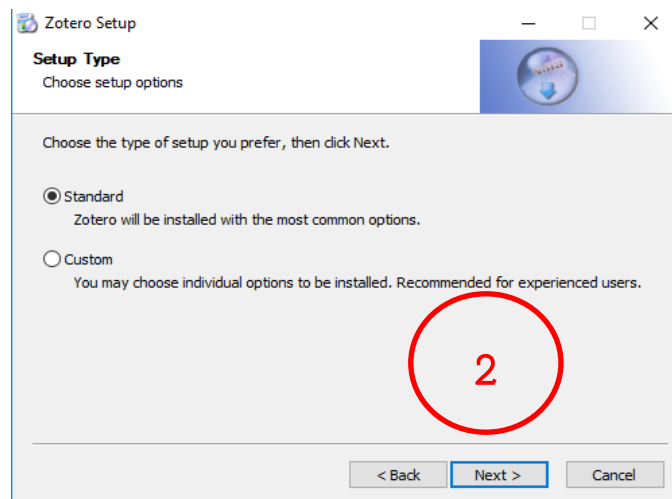 Zotero Setup
Setup Type
Choose setup options
Choose the type of setup you prefer, then click Next.
Standard
Zotero will be installed with the most common options.
Custom
You may choose individual options to be installed. Recommended for experienced users.
2
< Back Next > Cancel